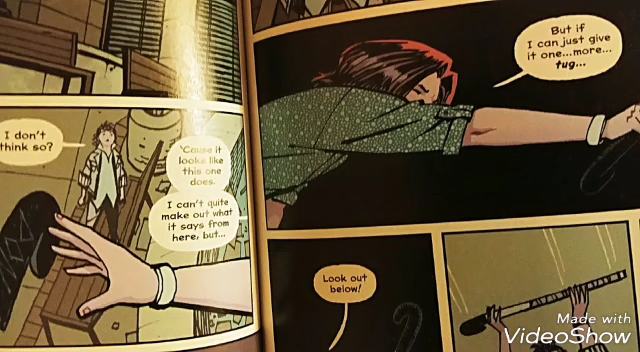 I don't
think so?
'Cause it
looks like
this one
does.
I can't quite
make out what
it says from
here, but...
But if
I can just give
it one...more...
tug...
Look out
below!
Made with
VideoShow